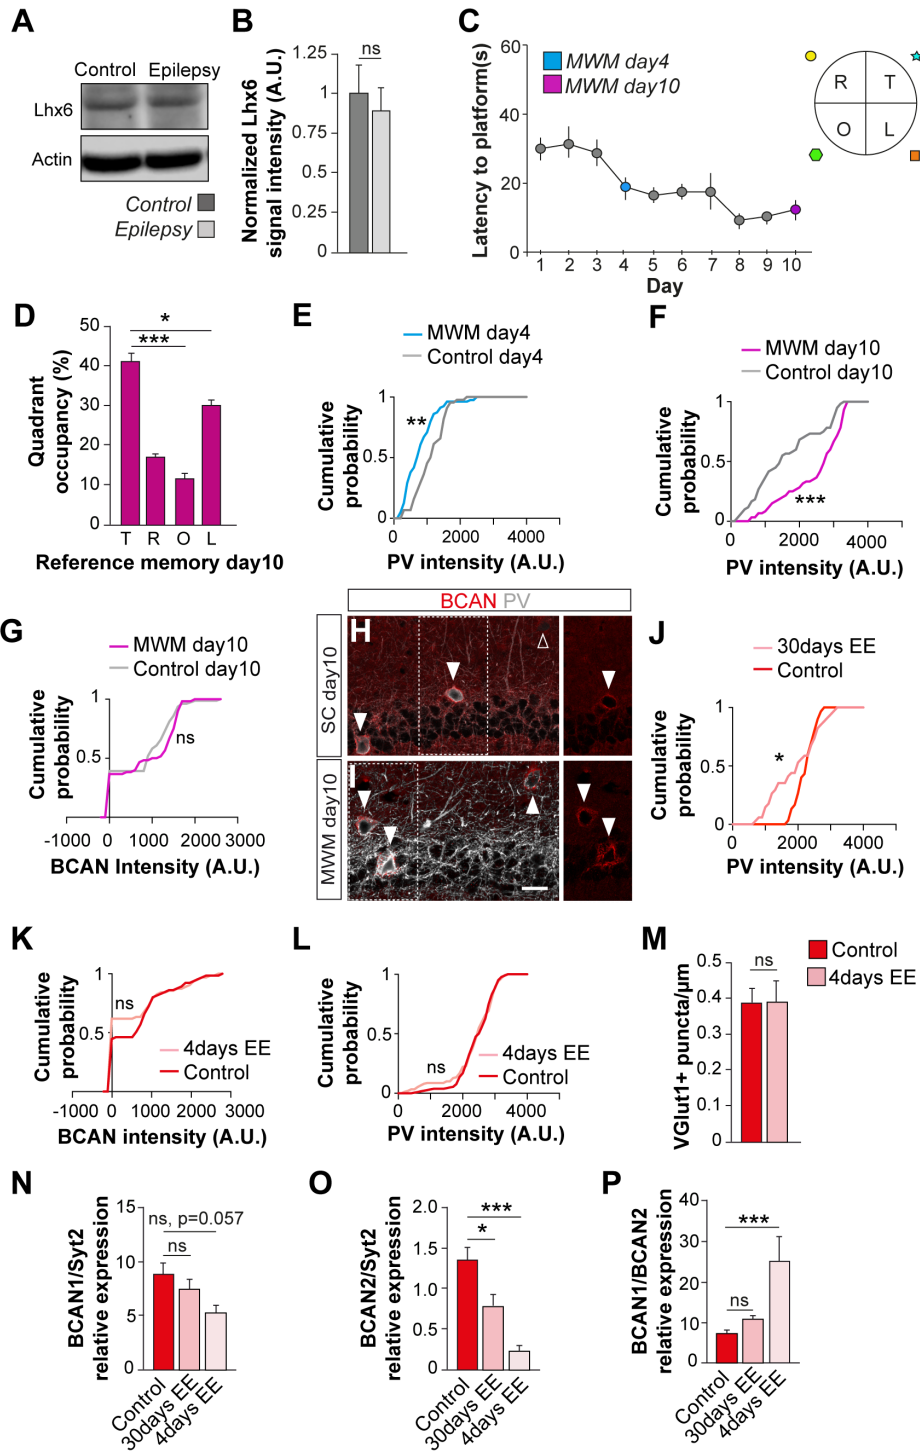 A
Control Epilepsy
Lhx6
Actin
Control
Epilepsy
B
Normalized Lhx6
signal intensity (A.U.)
1.25
1
0.75
0.5
0.25
0
ns
C
Latency to platform(s)
60
40
20
0
MWM day4
MWM day10
1 2 3 4 5 6 7 8 9 10
Day
R T
O L
D
Quadrant
occupancy (%)
50
40
30
20
10
0
*
***
T R O L
Reference memory day10
E
MWM day4
Control day4
Cumulative
probability
1
0.5
0
**
0 2000 4000
PV intensity (A.U.)
F
MWM day10
Control day10
Cumulative
probability
1
0.5
0
***
0 2000 4000
PV intensity (A.U.)
G
MWM day10
Control day10
Cumulative
probability
1
0.5
ns
-1000 0 1000 2000 3000
BCAN Intensity (A.U.)
BCAN PV
H
SC day10
I
MWM day10
J
30days EE
Control
Cumulative
probability
1
0.5
0
*
0 2000 4000
PV intensity (A.U.)
K
Cumulative
probability
1
0.5
ns
4days EE
Control
-1000 0 1000 2000 3000
BCAN intensity (A.U.)
L
Cumulative
probability
1
0.5
0
ns
4days EE
Control
0 2000 4000
PV intensity (A.U.)
M
Control
4days EE
VGlut1+ puncta/µm
0.5
0.4
0.3
0.2
0.1
0
ns
N
BCAN1/Syt2
relative expression
15
10
5
0
ns, p=0.057
ns
Control
30days EE
4days EE
O
BCAN2/Syt2
relative expression
2.0
1.5
1.0
0.5
0
***
*
Control
30days EE
4days EE
P
BCAN1/BCAN2
relative expression
40
30
20
10
0
***
ns
Control
30days EE
4days EE